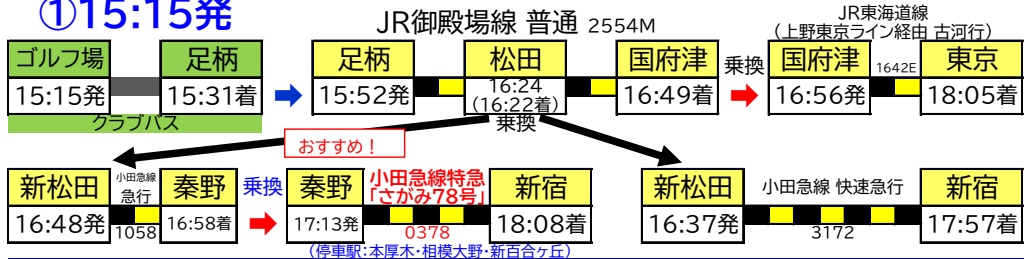 ①15:15発
JR御殿場線 普通 2554M
JR東海道線
(上野東京ライン経由 古河行)
ゴルフ場 足柄 足柄 松田 国府津 乗換 国府津 1642E 東京
15:15発 15:31着 15:52発 16:24 16:49着 16:56発 18:05着
(16:22着)
クラブバス 乗換
おすすめ！
新松田 小田急線 急行 秦野 乗換 秦野 小田急線特急 新宿 新松田 小田急線 快速急行 新宿
「さがみ78号」
16:48発 1058 16:58着 17:13発 0378 18:08着 16:37発 3172 17:57着
(停車駅:本厚木・相模大野・新百合ヶ丘)